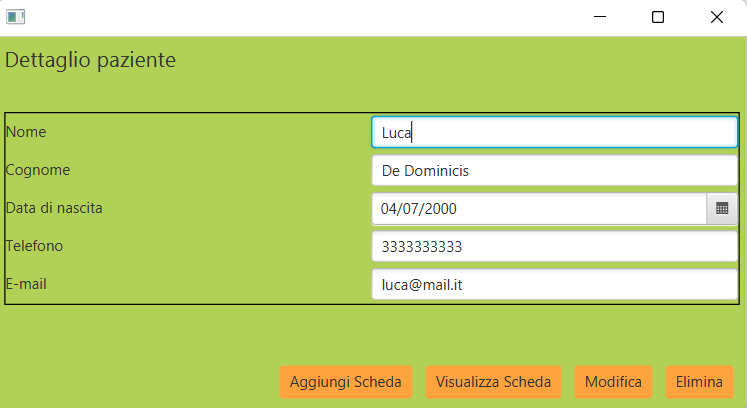 Dettaglio paziente
Nome Luca
Cognome De Dominicis
Data di nascita 04/07/2000
Telefono 3333333333
E-mail luca@mail.it
Aggiungi Scheda Visualizza Scheda Modifica Elimina